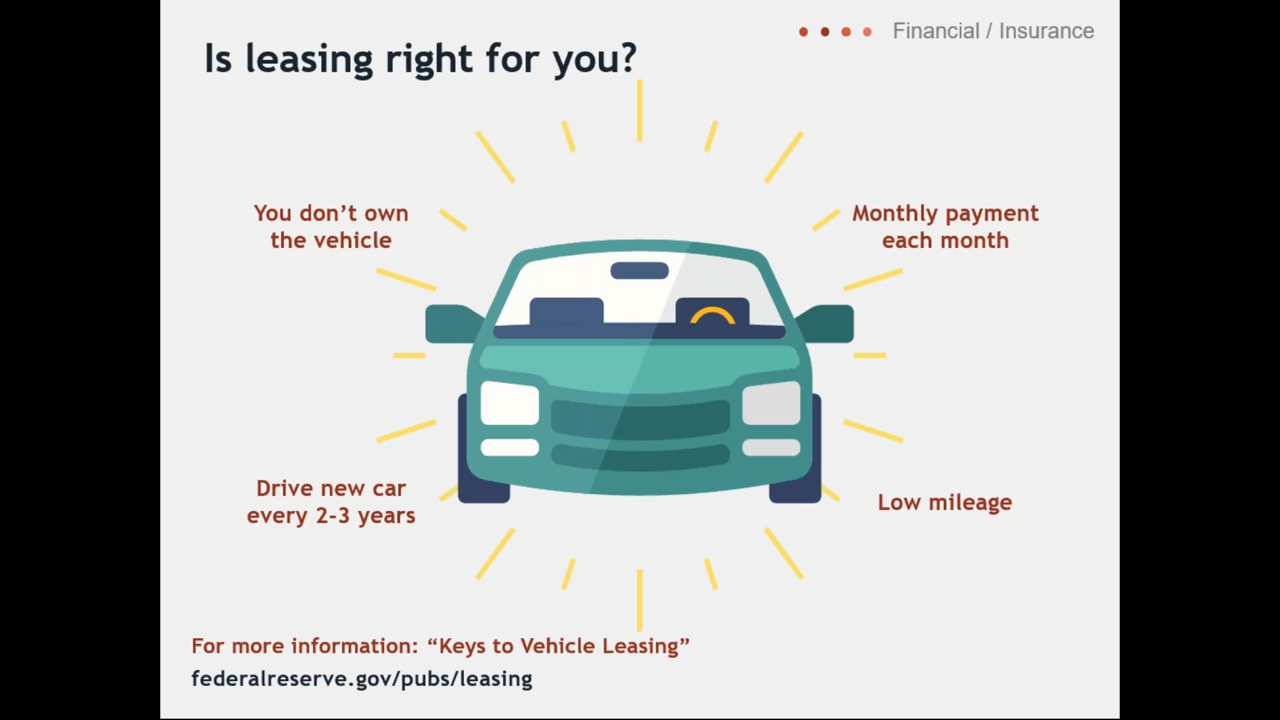 Financial / Insurance
Is leasing right for you?
You don’t own
the vehicle
Monthly payment
each month
Drive new car
every 2-3 years
Low mileage
For more information: “Keys to Vehicle Leasing”
federalreserve.gov/pubs/leasing